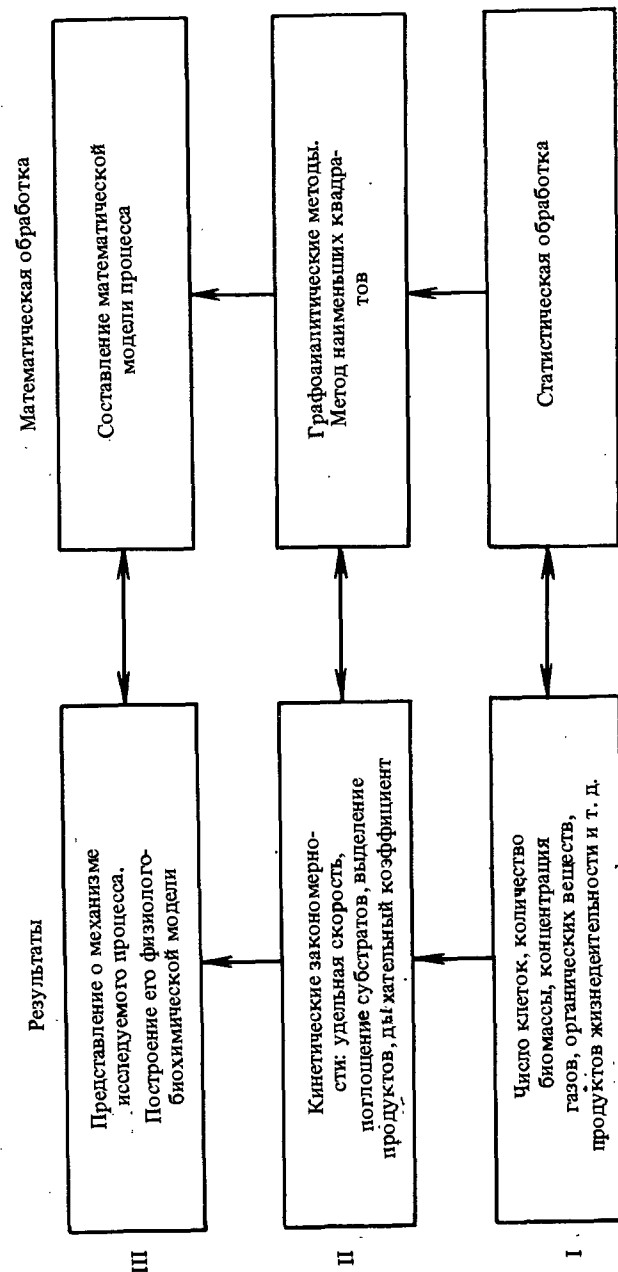 Результаты
Математическая обработка
III
Представление о механизме
исследуемого процесса.
Построение его физиолого-
биохимической модели
Составление математической
модели процесса
II
Кинетические закономерно-
сти: удельная скорость,
поглощение субстратов, выделение
продуктов, дыхательный коэффициент
Графоаиалитические методы.
Метод наименьших квадра-
тов
I
Число клеток, количество
биомассы, концентрация
газов, органических веществ,
продуктов жизнедеительности и т. д.
Статистическая обработка